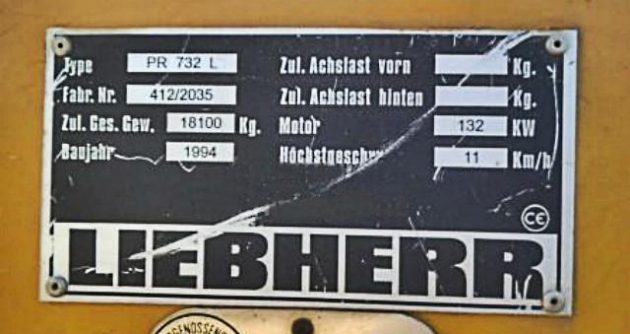 Type PR 732 L Zul. Achslast vorn Kg.
Fabr. Nr. 412/2035 Zul. Achslast hinten Kg.
Zul. Ges. Gew. 18100 Kg. Motor 132 KW
Baujahr 1994 Höchstgeschw 11 Km/h
CE
LIEBHERR